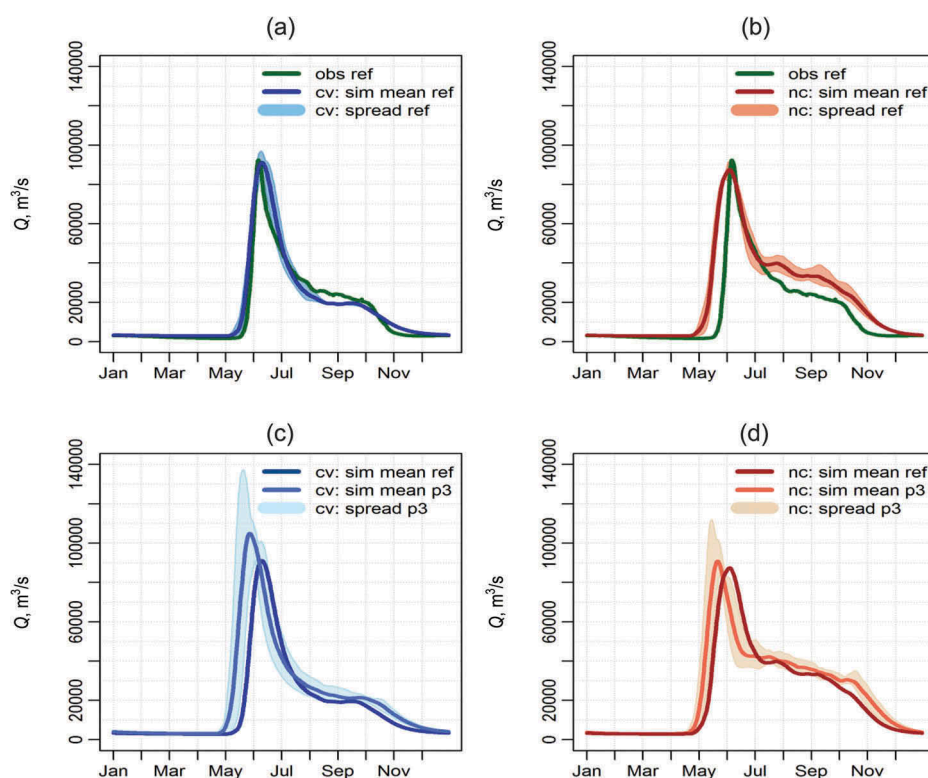 (a)
140000
100000
60000
20000
0
Q, m³/s
obs ref
cv: sim mean ref
cv: spread ref
Jan Mar May Jul Sep Nov
(b)
140000
100000
60000
20000
0
Q, m³/s
obs ref
nc: sim mean ref
nc: spread ref
Jan Mar May Jul Sep Nov
(c)
140000
100000
60000
20000
0
Q, m³/s
cv: sim mean ref
cv: sim mean p3
cv: spread p3
Jan Mar May Jul Sep Nov
(d)
140000
100000
60000
20000
0
Q, m³/s
nc: sim mean ref
nc: sim mean p3
nc: spread p3
Jan Mar May Jul Sep Nov